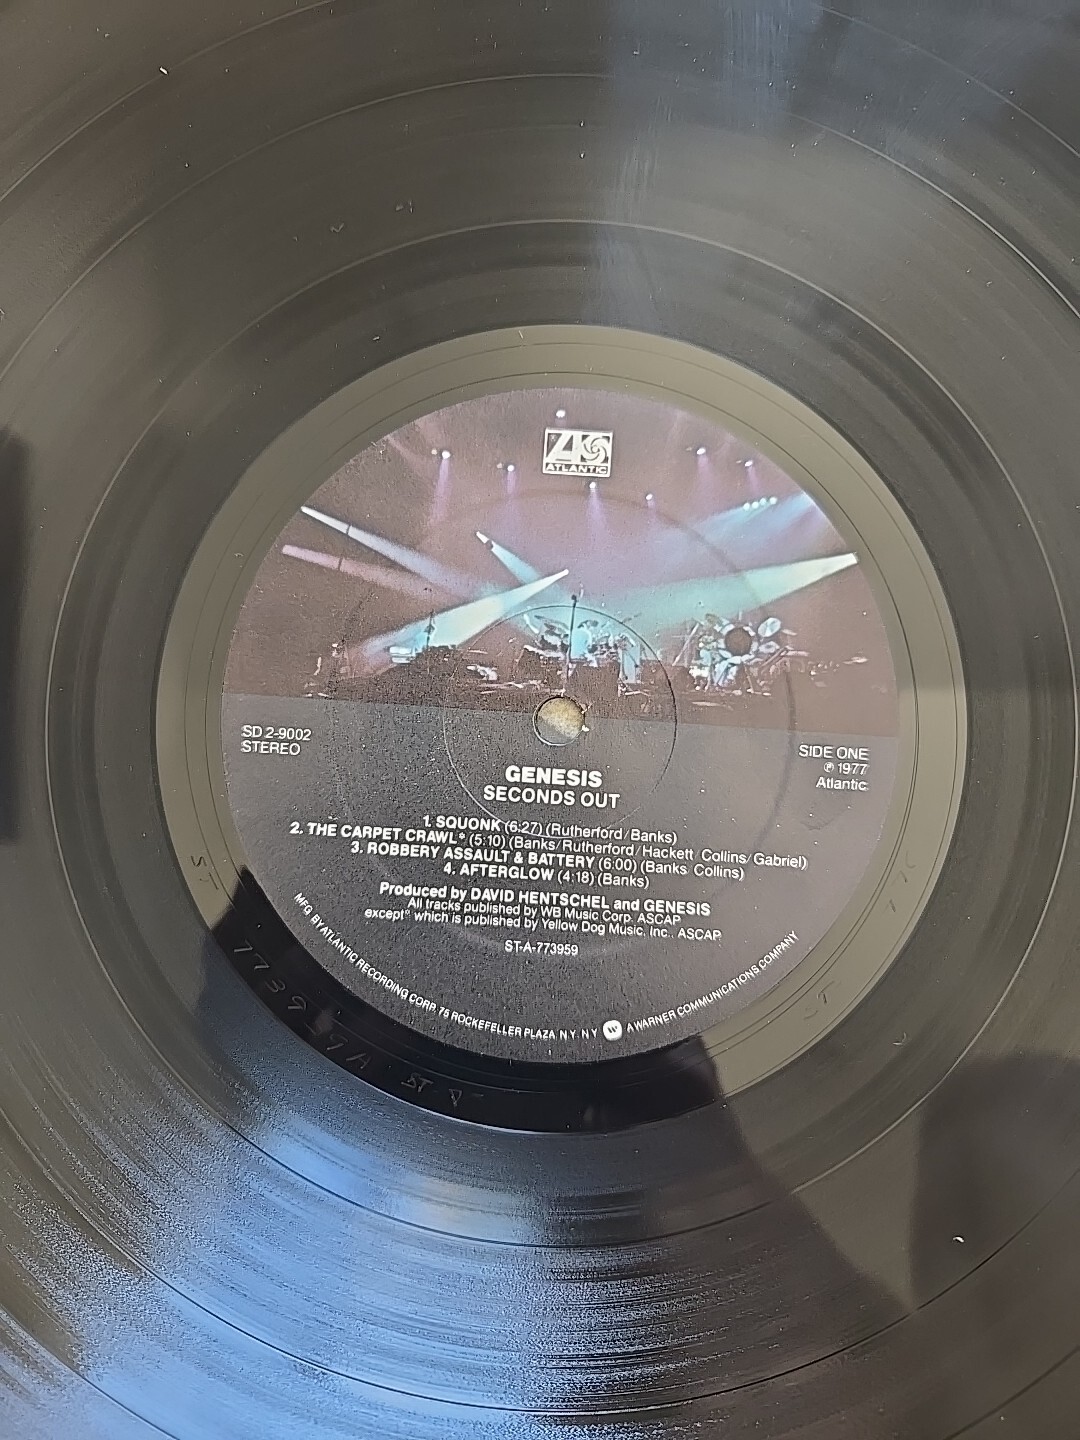 ATLANTIC
SD 2-9002
STEREO
SIDE ONE
℗ 1977
Atlantic
GENESIS
SECONDS OUT
1. SQUONK (6:27) (Rutherford/Banks)
2. THE CARPET CRAWL* (5:10) (Banks/Rutherford/Hackett/Collins/Gabriel)
3. ROBBERY ASSAULT & BATTERY (6:00) (Banks Collins)
4. AFTERGLOW (4:18) (Banks)
Produced by DAVID HENTSCHEL and GENESIS
All tracks published by WB Music Corp. ASCAP
except* which is published by Yellow Dog Music, Inc., ASCAP
ST-A-773959
MFG. BY ATLANTIC RECORDING CORP. 75 ROCKEFELLER PLAZA N.Y. N.Y. W A WARNER COMMUNICATIONS COMPANY
ST
ST